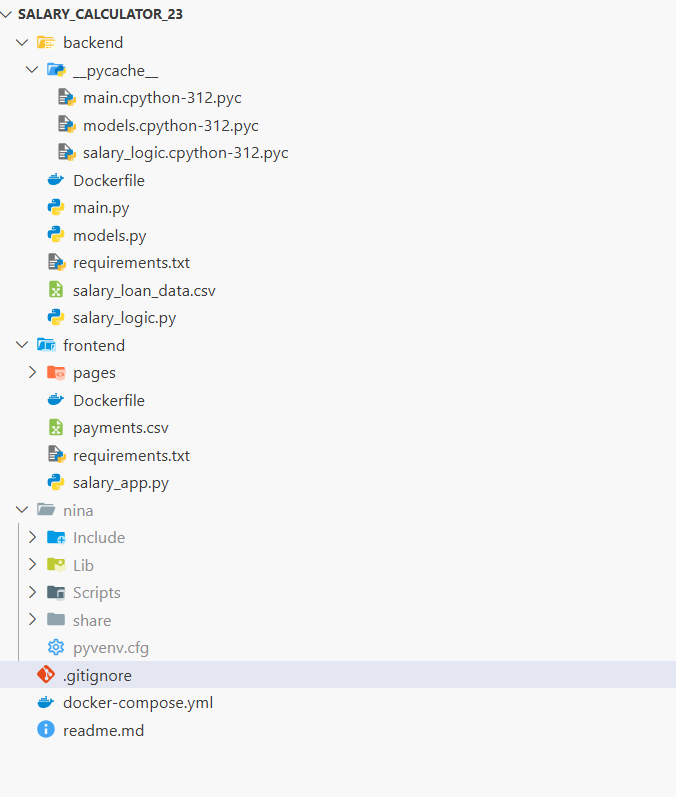 SALARY_CALCULATOR_23
backend
__pycache__
main.cpython-312.pyc
models.cpython-312.pyc
salary_logic.cpython-312.pyc
Dockerfile
main.py
models.py
requirements.txt
salary_loan_data.csv
salary_logic.py
frontend
pages
Dockerfile
payments.csv
requirements.txt
salary_app.py
nina
Include
Lib
Scripts
share
pyvenv.cfg
.gitignore
docker-compose.yml
readme.md